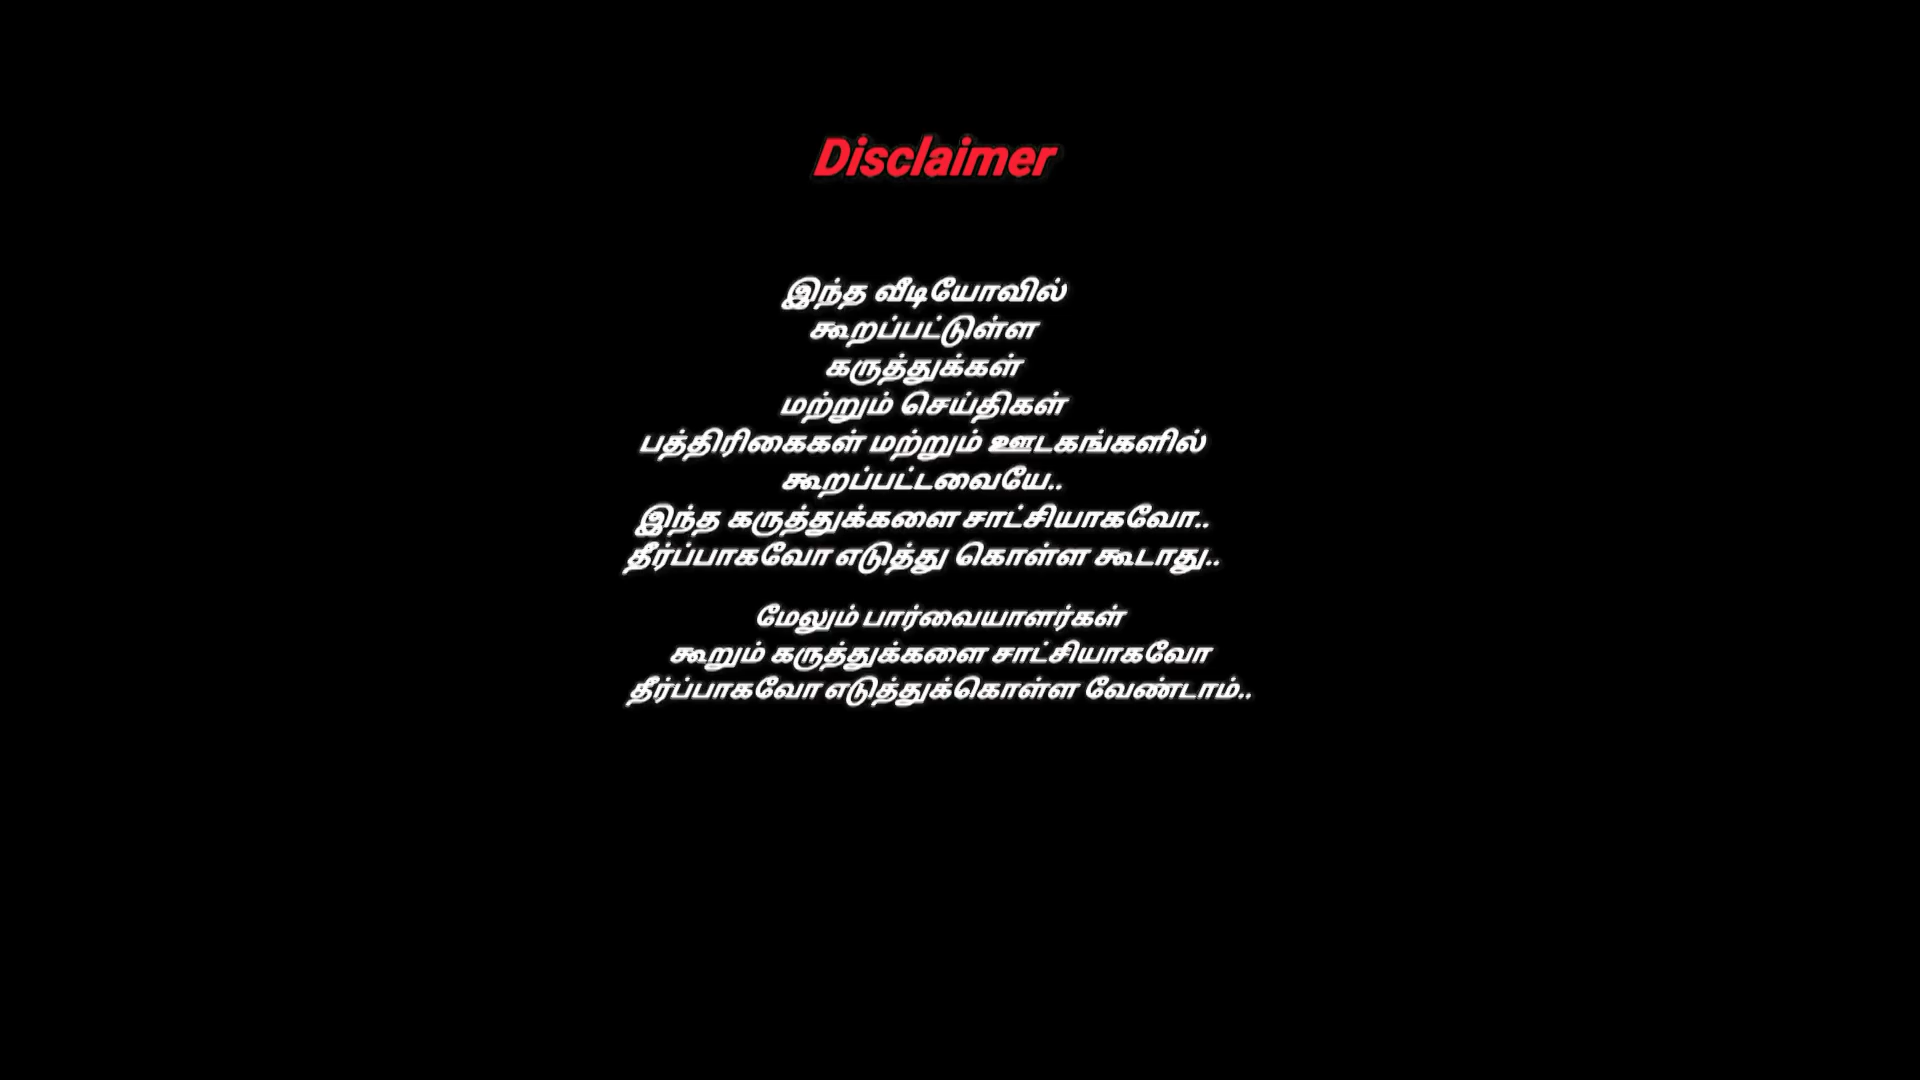 Disclaimer
இந்த வீடியோவில்
கூறப்பட்டுள்ள
கருத்துக்கள்
மற்றும் செய்திகள்
பத்திரிகைகள் மற்றும் ஊடகங்களில்
கூறப்பட்டவையே..
இந்த கருத்துக்களை சாட்சியாகவோ..
தீர்ப்பாகவோ எடுத்து கொள்ள கூடாது..
மேலும் பார்வையாளர்கள்
கூறும் கருத்துக்களை சாட்சியாகவோ
தீர்ப்பாகவோ எடுத்துக்கொள்ள வேண்டாம்..